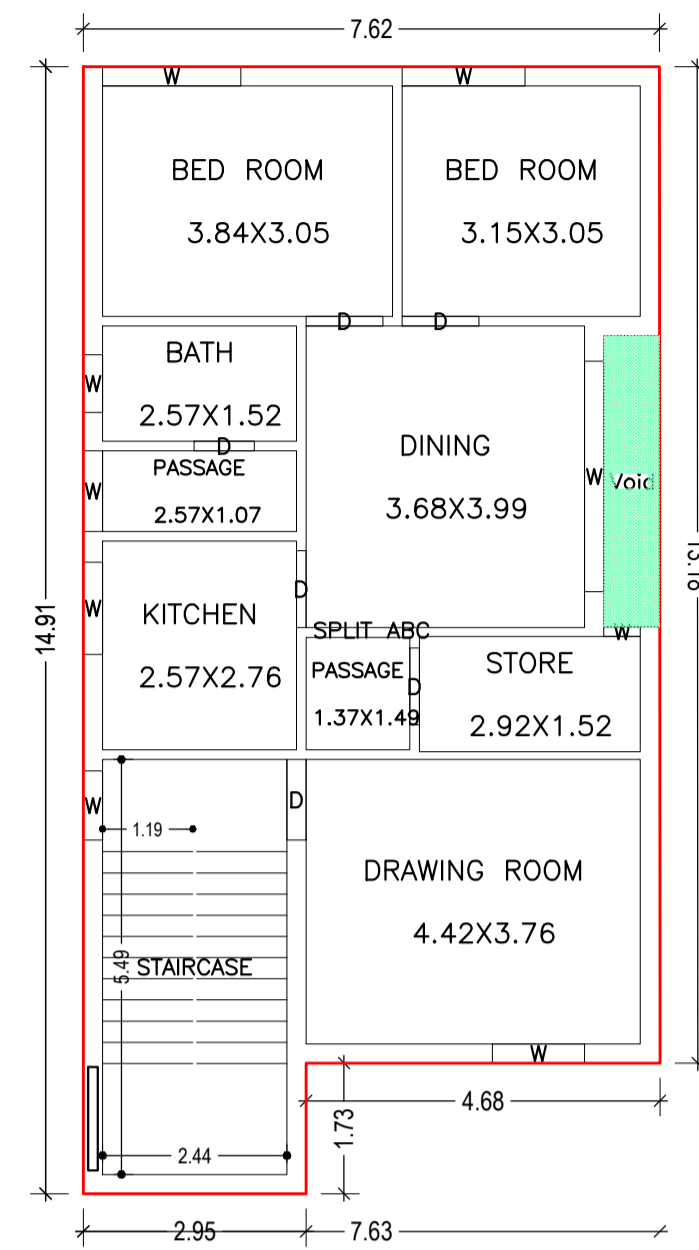 7.62
W
W
BED ROOM
3.84X3.05
BED ROOM
3.15X3.05
D
D
BATH
2.57X1.52
W
D
PASSAGE
2.57X1.07
W
DINING
3.68X3.99
W
Void
D
KITCHEN
2.57X2.76
W
14.91
SPLIT ABC
PASSAGE
1.37X1.49
D
W
STORE
2.92X1.52
W
D
1.19
DRAWING ROOM
4.42X3.76
5.49
STAIRCASE
W
4.68
1.73
2.44
2.95
7.63